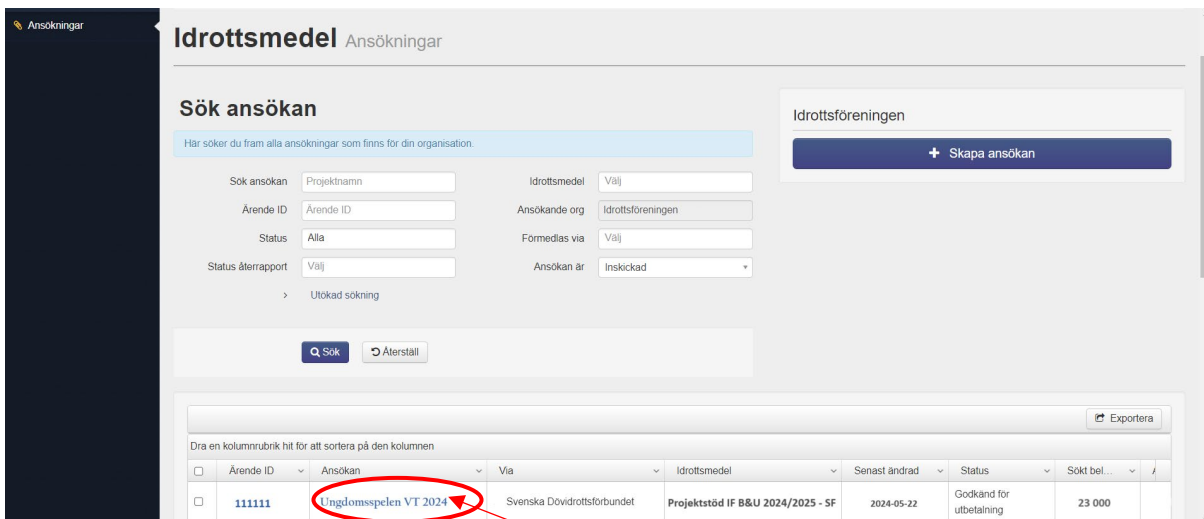 Ansökningar
Idrottsmedel Ansökningar
Sök ansökan
Här söker du fram alla ansökningar som finns för din organisation.
Sök ansökan Projektnamn Idrottsmedel Välj
Ärende ID Ärende ID Ansökande org Idrottsföreningen
Status Alla Förmedlas via Välj
Status återrapport Välj Ansökan är Inskickad
> Utökad sökning
Sök Återställ
Idrottsföreningen
+ Skapa ansökan
Exportera
Dra en kolumnrubrik hit för att sortera på den kolumnen
Ärende ID Ansökan Via Idrottsmedel Senast ändrad Status Sökt bel...
111111 Ungdomsspelen VT 2024 Svenska Dövidrottsförbundet Projektstöd IF B&U 2024/2025 - SF 2024-05-22 Godkänd för 23 000
utbetalning